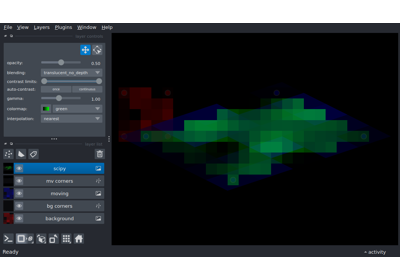 File View Layers Plugins Window Help
opacity: 0.50
blending: translucent_no_depth
contrast limits:
auto-contrast: once continuous
gamma: 1.00
colormap: green
interpolation: nearest
scipy
mv corners
moving
bg corners
background
Ready
activity